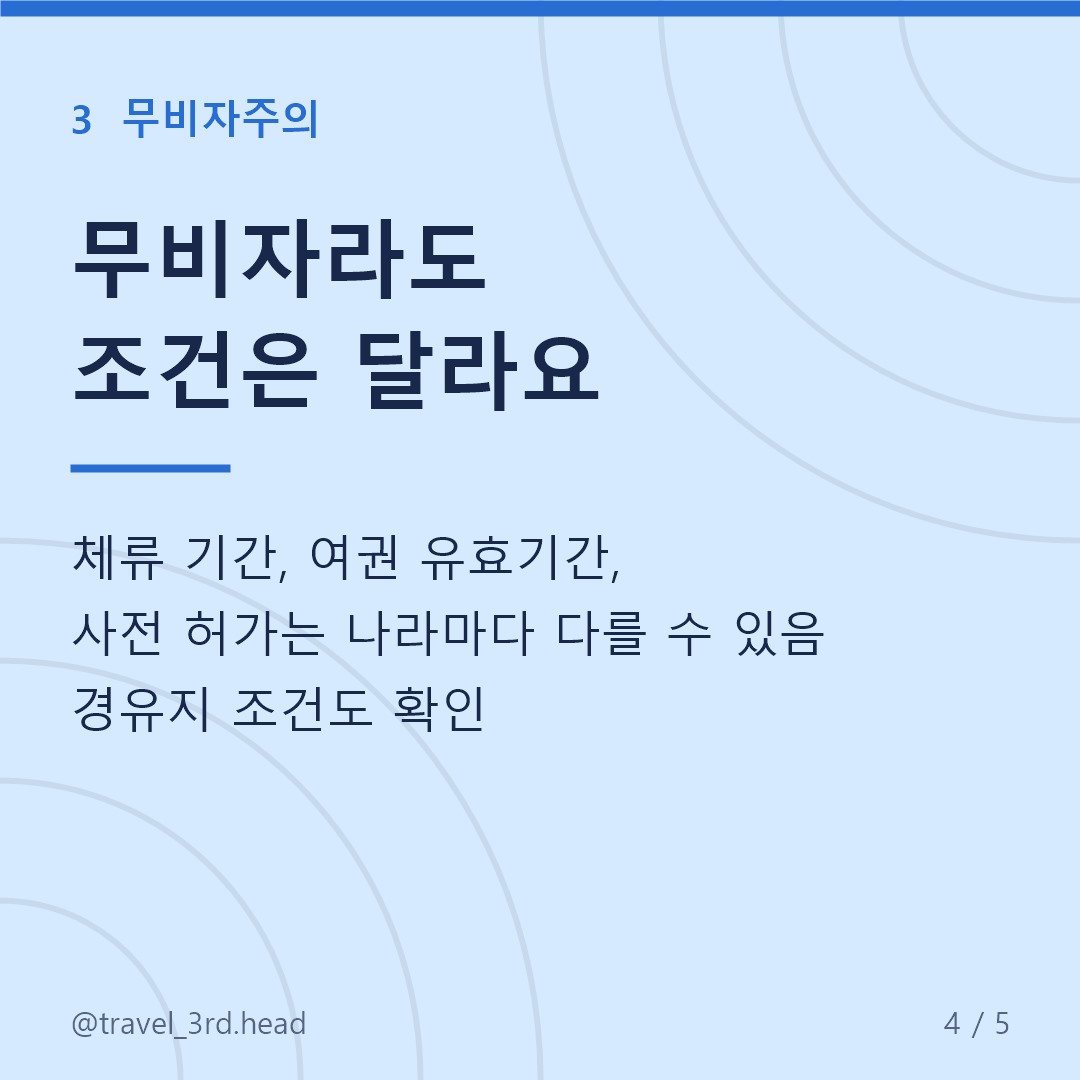 3 무비자주의
무비자라도
조건은 달라요
체류 기간, 여권 유효기간,
사전 허가는 나라마다 다를 수 있음
경유지 조건도 확인
@travel_3rd.head
4 / 5